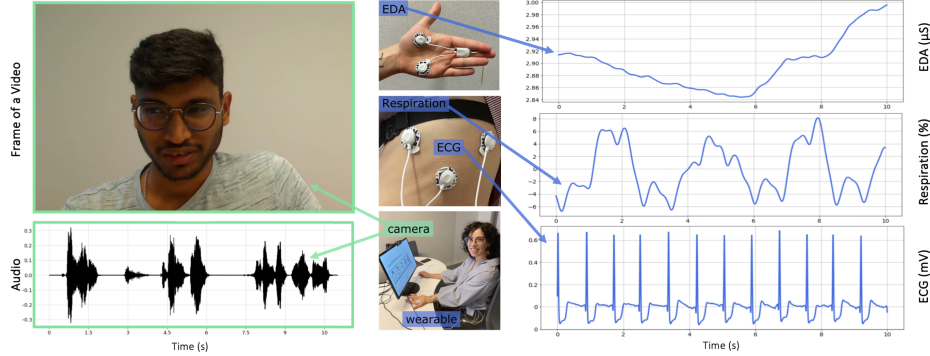 Frame of a Video
Audio
0.3
0.2
0.1
0.0
-0.1
-0.2
-0.3
0 1.5 3 4.5 6 7.5 9 10
Time (s)
EDA
Respiration
ECG
camera
wearable
3.00
2.98
2.96
2.94
2.92
2.90
2.88
2.86
2.84
0 2 4 6 8 10
EDA (μS)
8
6
4
2
0
−2
−4
−6
0 2 4 6 8 10
Respiration (%)
0.6
0.4
0.2
0.0
0 2 4 6 8 10
Time (s)
ECG (mV)